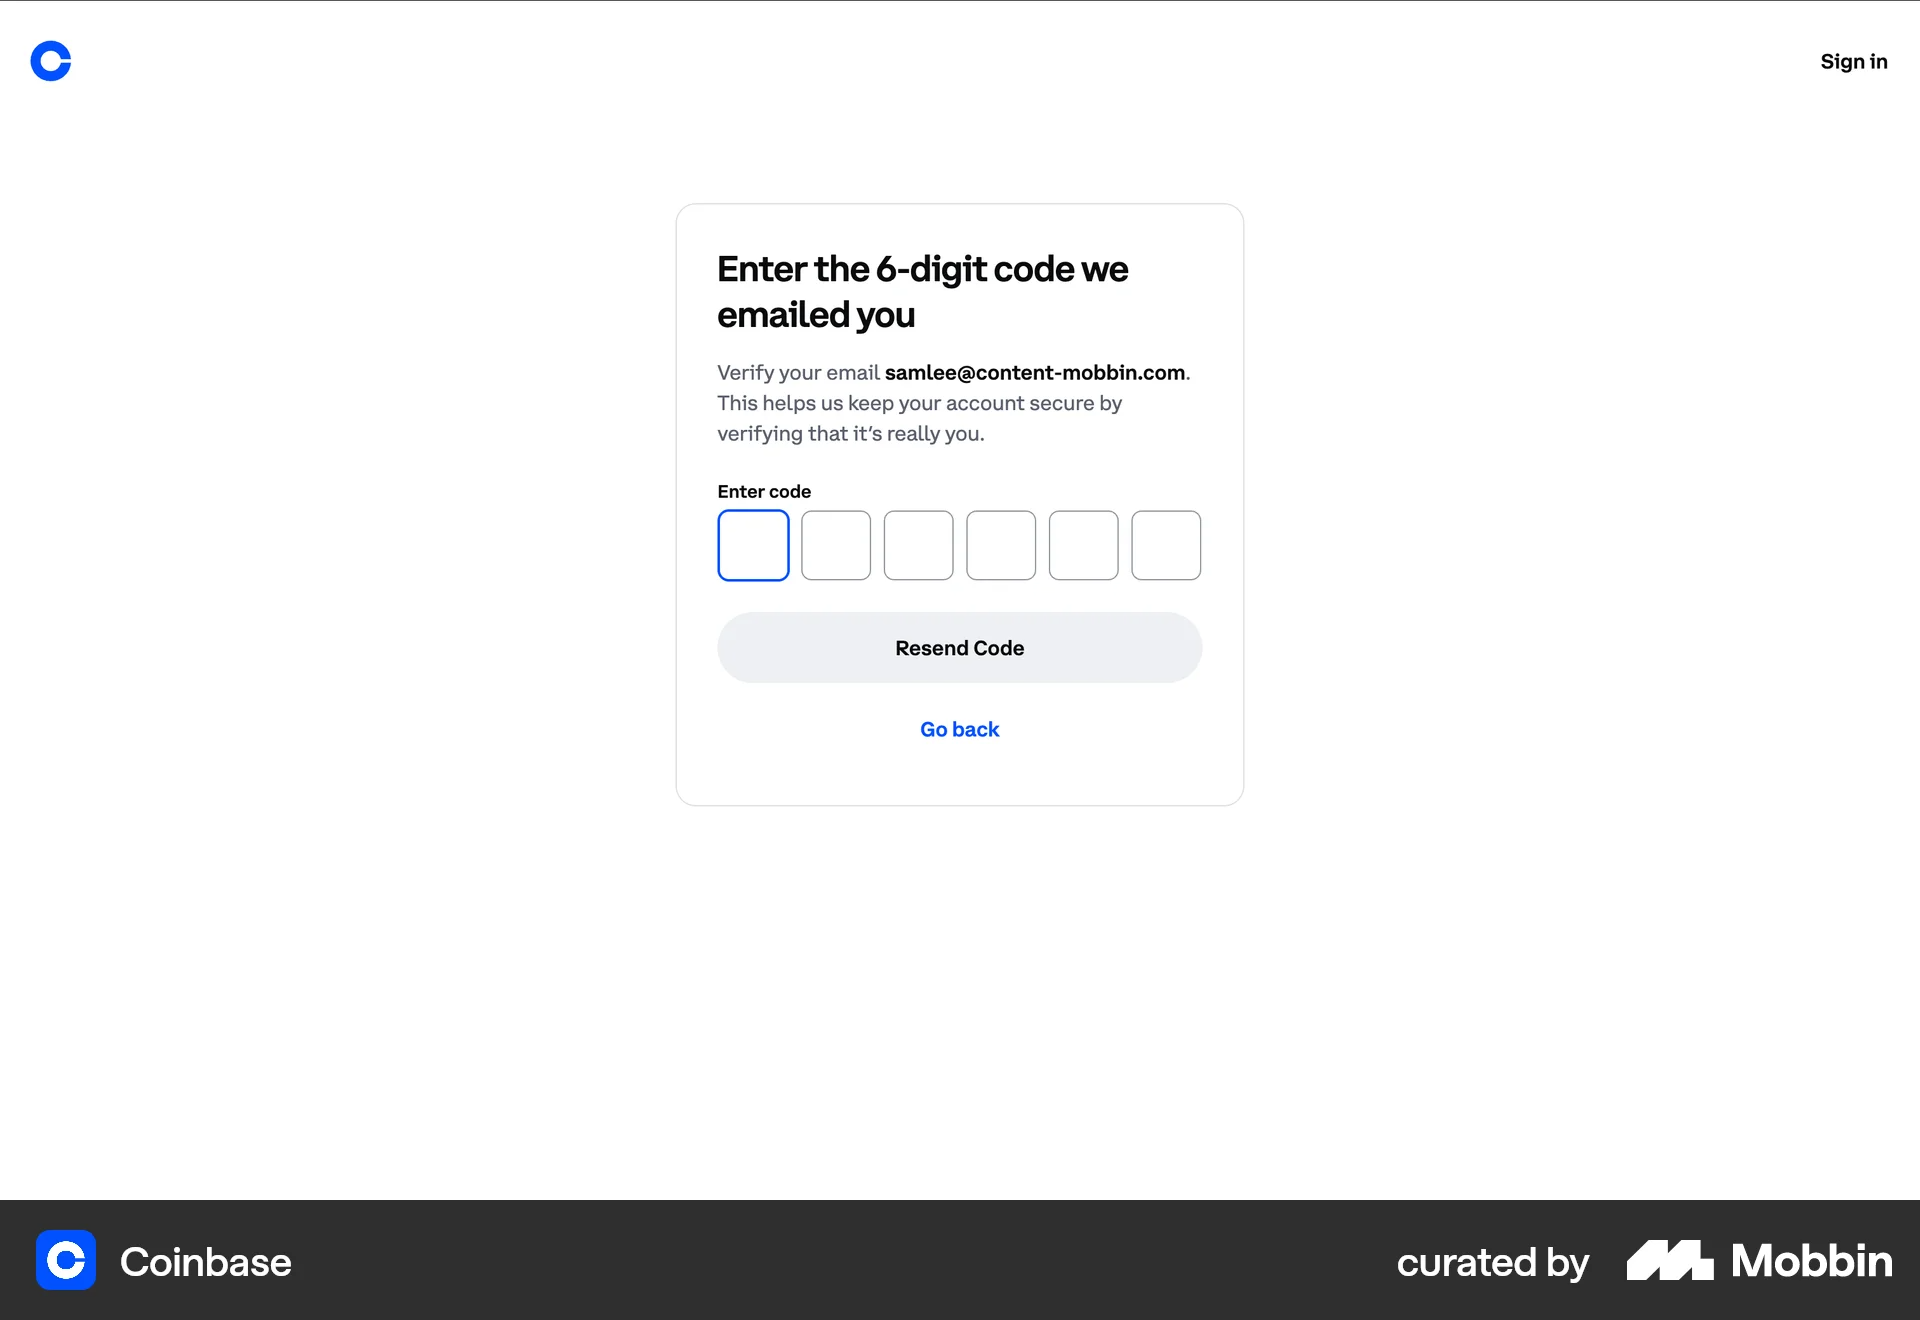 Sign in
Enter the 6-digit code we
emailed you
Verify your email samlee@content-mobbin.com.
This helps us keep your account secure by
verifying that it’s really you.
Enter code
Resend Code
Go back
Coinbase
curated by Mobbin